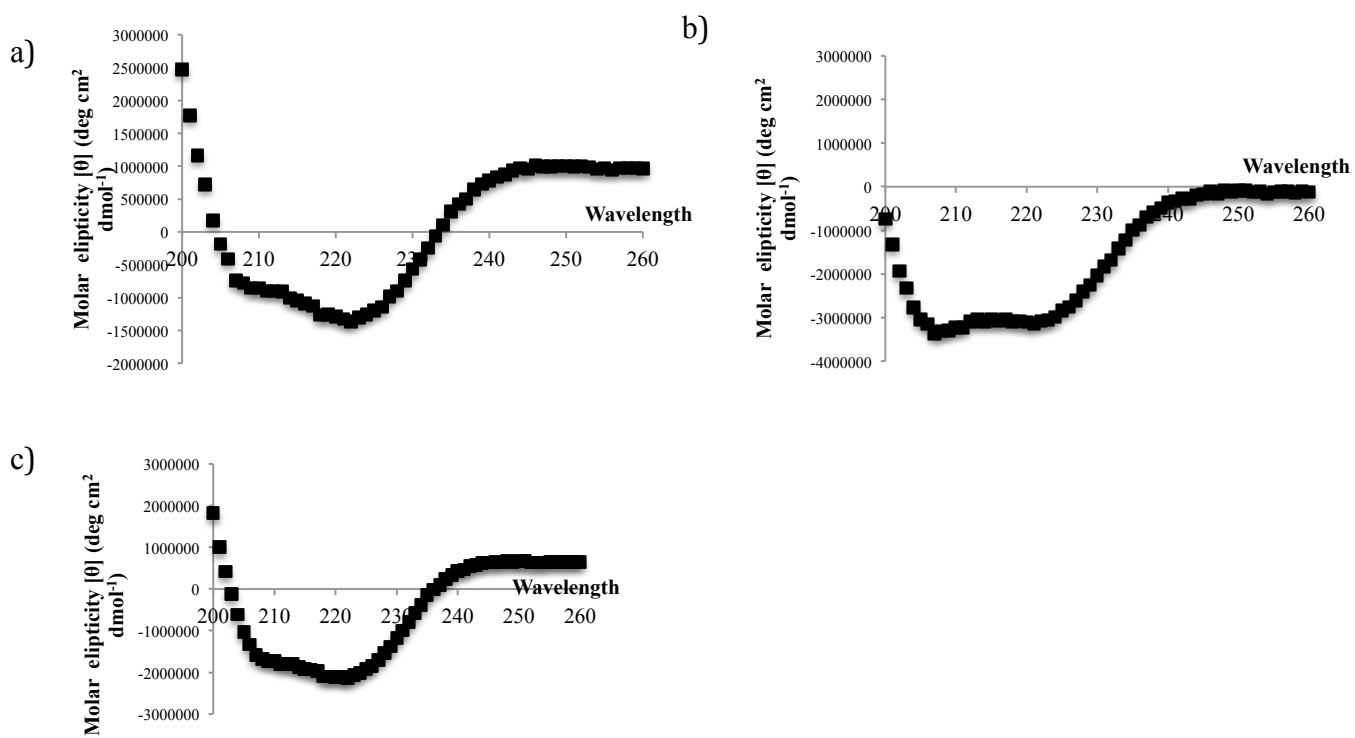 a)
3000000
2500000
2000000
1500000
1000000
500000
0
-500000
-1000000
-1500000
-2000000
200 210 220 230 240 250 260
Wavelength
Molar elipticity [θ] (deg cm²
dmol⁻¹)
b)
3000000
2000000
1000000
0
-1000000
-2000000
-3000000
-4000000
200 210 220 230 240 250 260
Wavelength
Molar elipticity [θ] (deg cm²
dmol⁻¹)
c)
3000000
2000000
1000000
0
-1000000
-2000000
-3000000
200 210 220 230 240 250 260
Wavelength
Molar elipticity [θ] (deg cm²
dmol⁻¹)